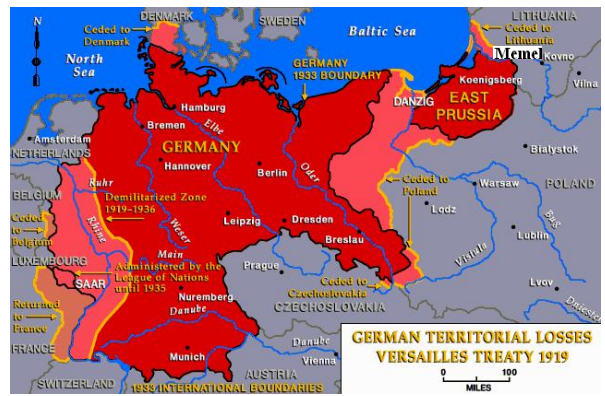 DENMARK
SWEDEN
LITHUANIA
Ceded to
Denmark
Baltic Sea
Ceded to
Lithuania
N
North
Sea
Memel
Kovno
GERMANY
1933 BOUNDARY
Koenigsberg
Vilna
Hamburg
DANZIG
EAST
PRUSSIA
Bremen
Elbe
Amsterdam
NETHERLANDS
GERMANY
Oder
Bialystok
Hannover
Berlin
Ceded to
Poland
Ruhr
Warsaw
POLAND
BELGIUM
Demilitarized Zone
1919-1936
Lodz
Bug
Ceded
to
Belgium
Rhine
Weser
Leipzig
Dresden
Breslau
Lublin
Vistula
LUXEMBOURG
Main
Administered by the
League of Nations
until 1935
Prague
Ceded to
Czechoslovakia
Lvov
SAAR
Nuremberg
CZECHOSLOVAKIA
Dniester
Returned
to
France
Danube
GERMAN TERRITORIAL LOSSES
VERSAILLES TREATY 1919
FRANCE
Munich
Danube
Vienna
0 100
MILES
SWITZERLAND
AUSTRIA
1933 INTERNATIONAL BOUNDARIES